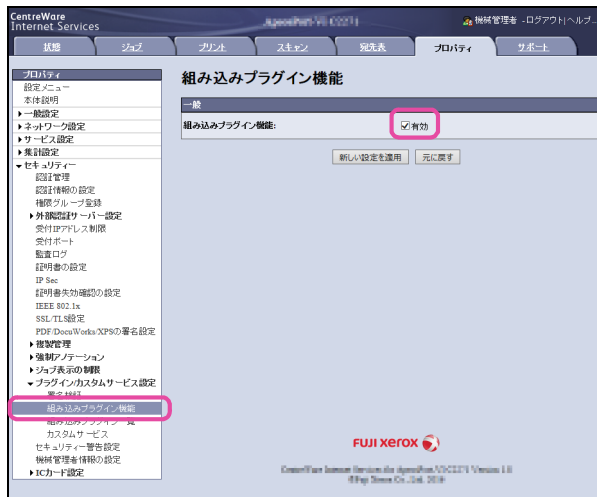 CentreWare
Internet Services
機械管理者 -ログアウト|ヘルプ
状態
ジョブ
プリント
スキャン
宛先表
プロパティ
サポート
プロパティ
設定メニュー
本体説明
一般設定
ネットワーク設定
サービス設定
集計設定
セキュリティー
認証管理
認証情報の設定
権限グループ登録
外部認証サーバー設定
受付IPアドレス制限
受付ポート
監査ログ
証明書の設定
IP Sec
証明書失効確認の設定
IEEE 802.1x
SSL/TLS設定
PDF/DocuWorks/XPSの署名設定
複製管理
強制アノテーション
ジョブ表示の制限
プラグイン/カスタムサービス設定
署名検証
組み込みプラグイン機能
組み込みプラグイン一覧
カスタムサービス
セキュリティー警告設定
機械管理者情報の設定
ICカード設定
組み込みプラグイン機能
一般
組み込みプラグイン機能:
有効
新しい設定を適用
元に戻す
FUJI XEROX